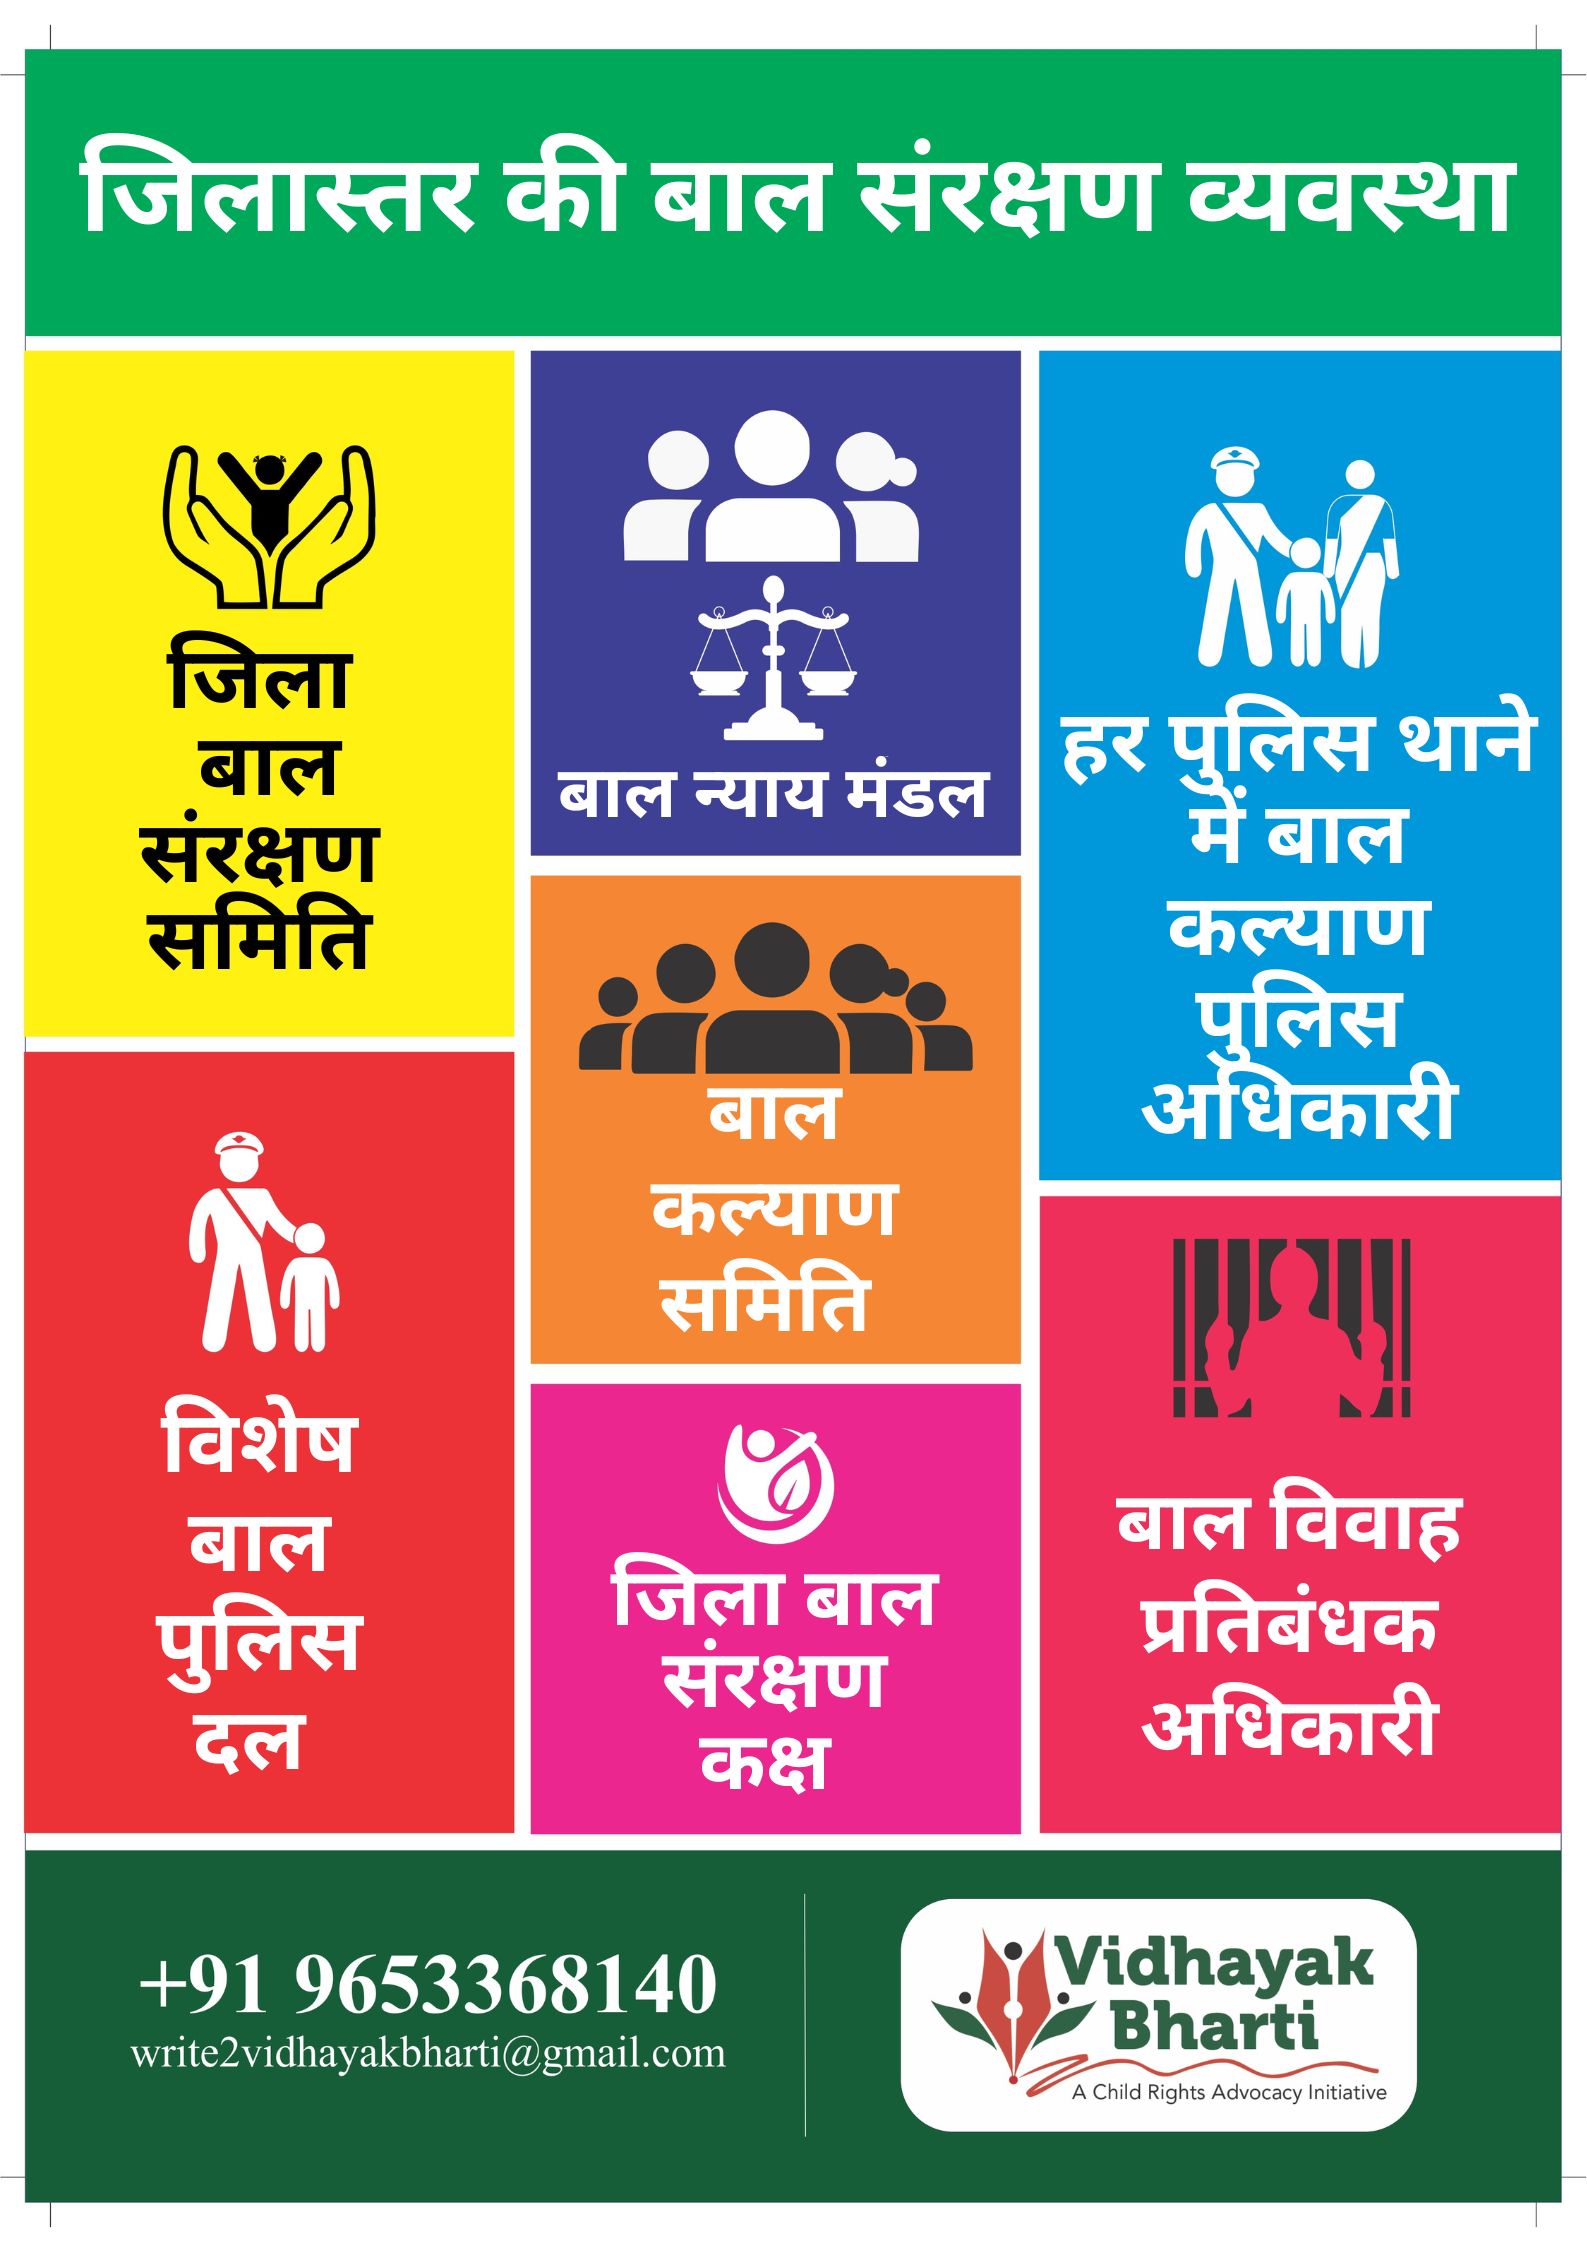 जिलास्तर की बाल संरक्षण व्यवस्था
जिला
बाल
संरक्षण
समिति
बाल न्याय मंडल
हर पुलिस थाने
में बाल
कल्याण
पुलिस
अधिकारी
बाल
कल्याण
समिति
विशेष
बाल
पुलिस
दल
जिला बाल
संरक्षण
कक्ष
बाल विवाह
प्रतिबंधक
अधिकारी
+91 9653368140
write2vidhayakbharti@gmail.com
Vidhayak
Bharti
A Child Rights Advocacy Initiative